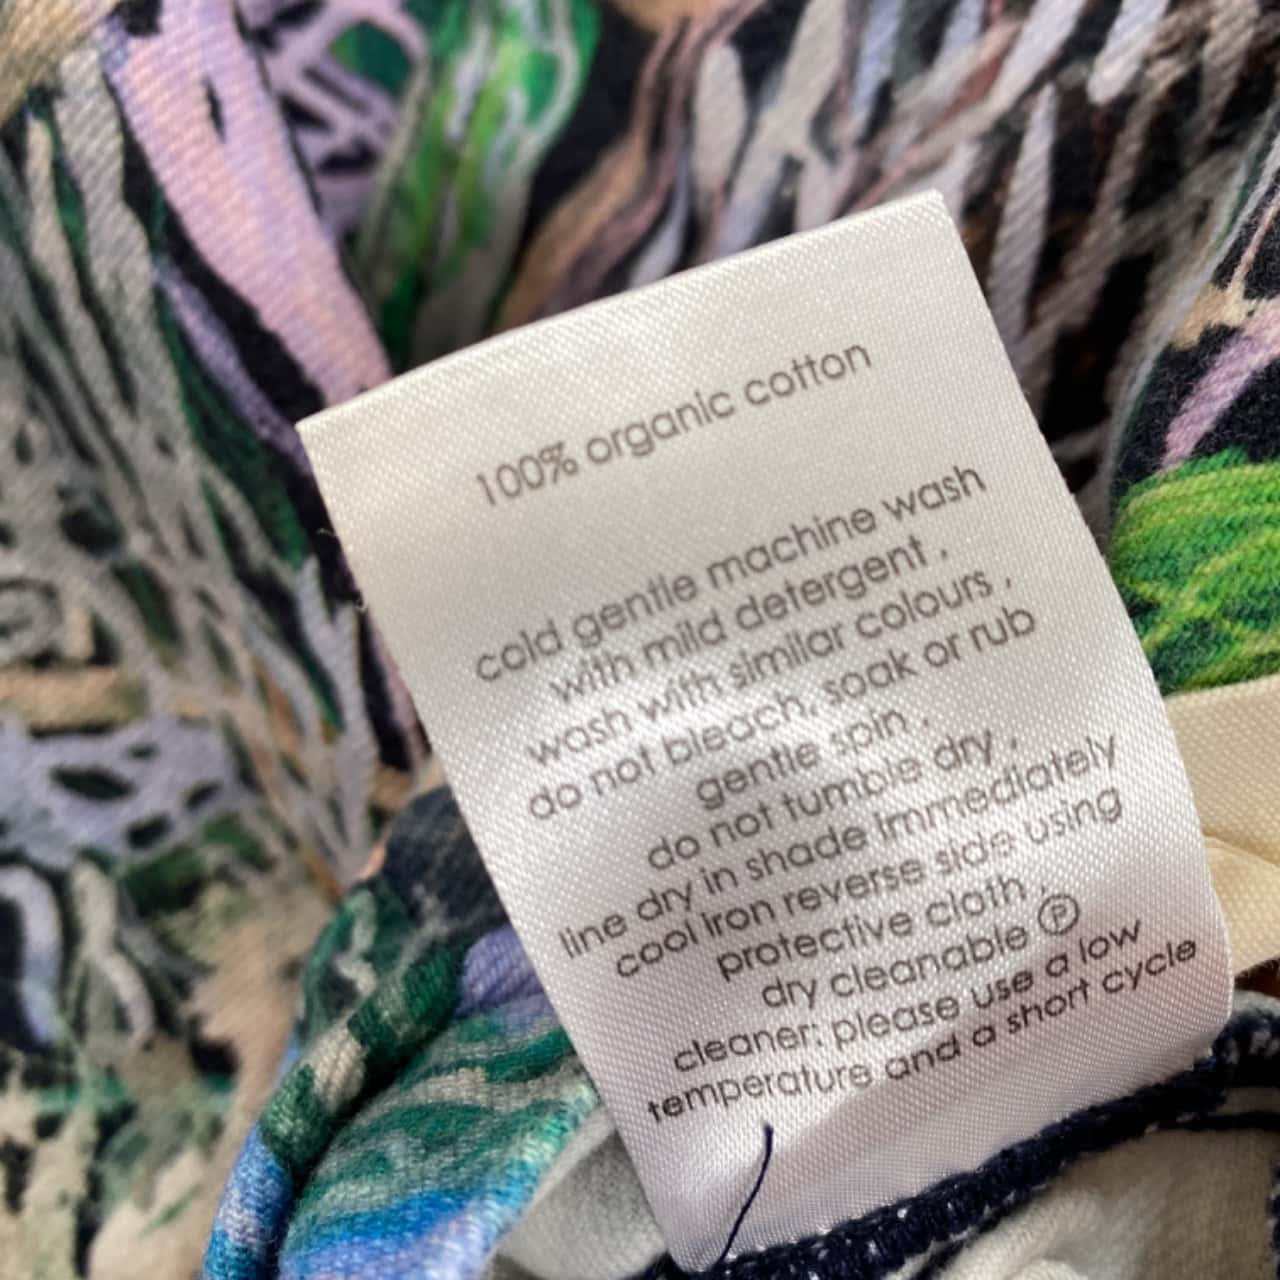 100% organic cotton
cold gentle machine wash
with mild detergent .
wash with similar colours .
do not bleach, soak or rub
gentle spin .
do not tumble dry .
line dry in shade immediately
cool iron reverse side using
protective cloth .
dry cleanable Ⓟ
cleaner: please use a low
temperature and a short cycle